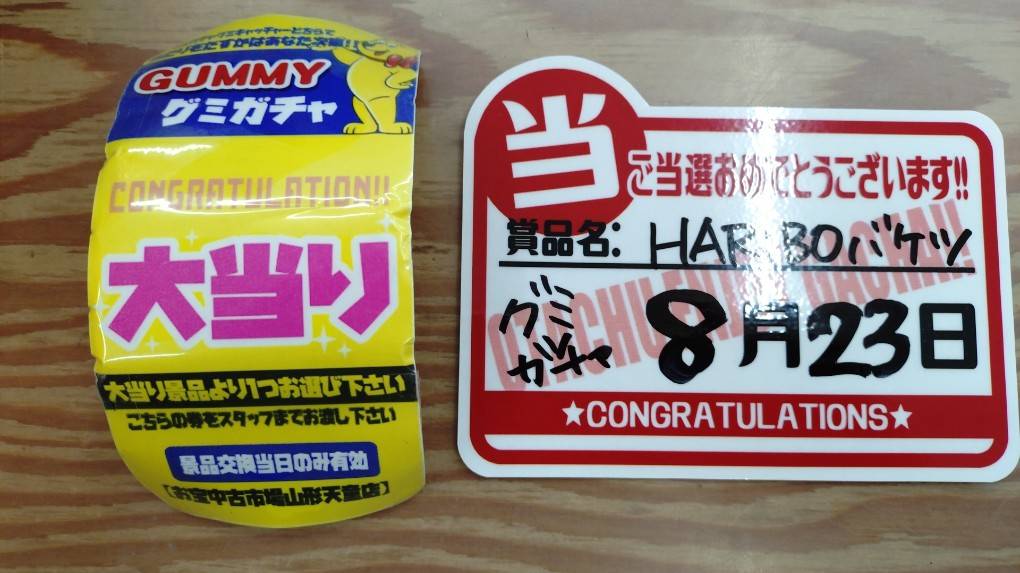 GUMMY
グミガチャ
CONGRATULATION!!
大当り
大当り景品より1つお選び下さい
こちらの券をスタッフまでお渡し下さい
景品交換当日のみ有効
【お宝中古市場山形天童店】
当
ご当選おめでとうございます!!
賞品名: HARIBOバケツ
グミ
ガチャ
8月23日
★CONGRATULATIONS★